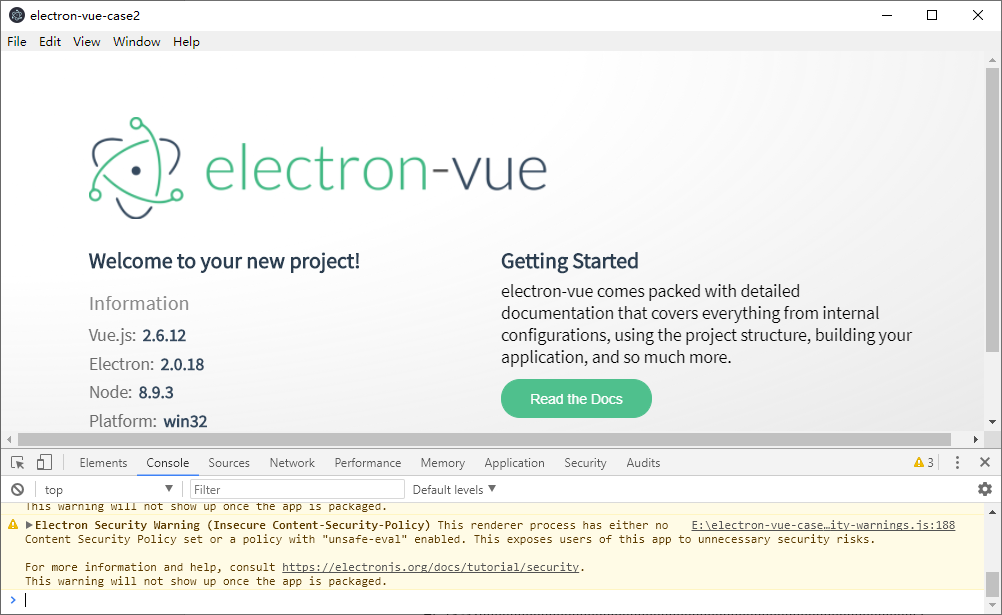 electron-vue-case2
File Edit View Window Help
electron-vue
Welcome to your new project!
Information
Vue.js: 2.6.12
Electron: 2.0.18
Node: 8.9.3
Platform: win32
Getting Started
electron-vue comes packed with detailed
documentation that covers everything from internal
configurations, using the project structure, building your
application, and so much more.
Read the Docs
Elements Console Sources Network Performance Memory Application Security Audits 3
top Filter Default levels
This warning will not show up once the app is packaged.
Electron Security Warning (Insecure Content-Security-Policy) This renderer process has either no E:\electron-vue-case…ity-warnings.js:188
Content Security Policy set or a policy with "unsafe-eval" enabled. This exposes users of this app to unnecessary security risks.
For more information and help, consult https://electronjs.org/docs/tutorial/security.
This warning will not show up once the app is packaged.